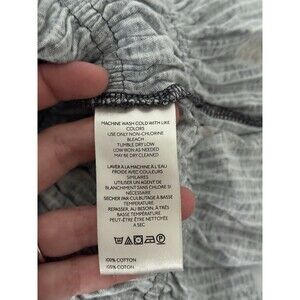 MACHINE WASH COLD WITH LIKE
COLORS
USE ONLY NON-CHLORINE
BLEACH
TUMBLE DRY LOW
LOW IRON AS NEEDED
MAY BE DRY CLEANED
LAVER À LA MACHINE À L'EAU
FROIDE AVEC COULEURS
SIMILAIRES
UTILISER UN AGENT DE
BLANCHIMENT SANS CHLORE SI
NÉCESSAIRE
SÉCHER PAR CULBUTAGE À BASSE
TEMPÉRATURE
REPASSER, AU BESOIN, À
BASSE TEMPÉRATURE
PEUT-ÊTRE ÊTRE NETTOYÉE
A SEC
100% COTTON
100% COTON